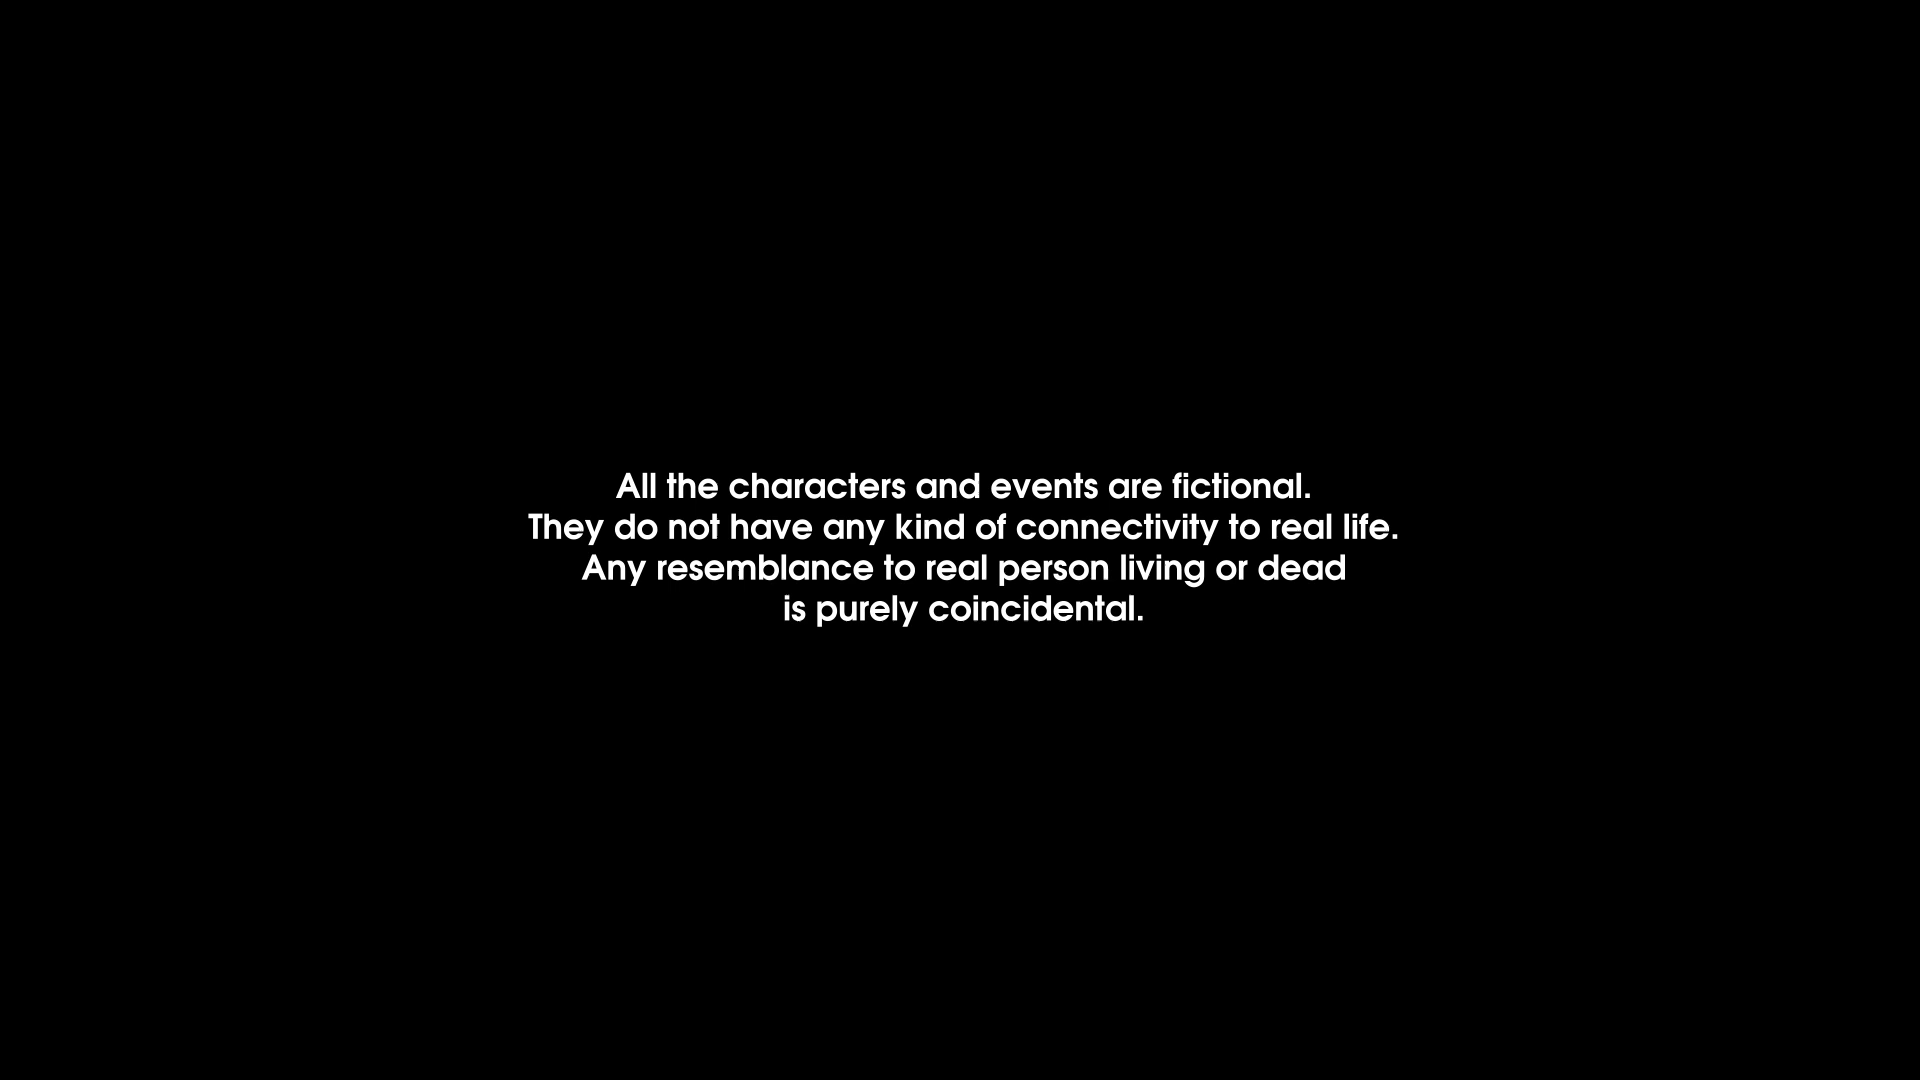 All the characters and events are fictional.
They do not have any kind of connectivity to real life.
Any resemblance to real person living or dead
is purely coincidental.